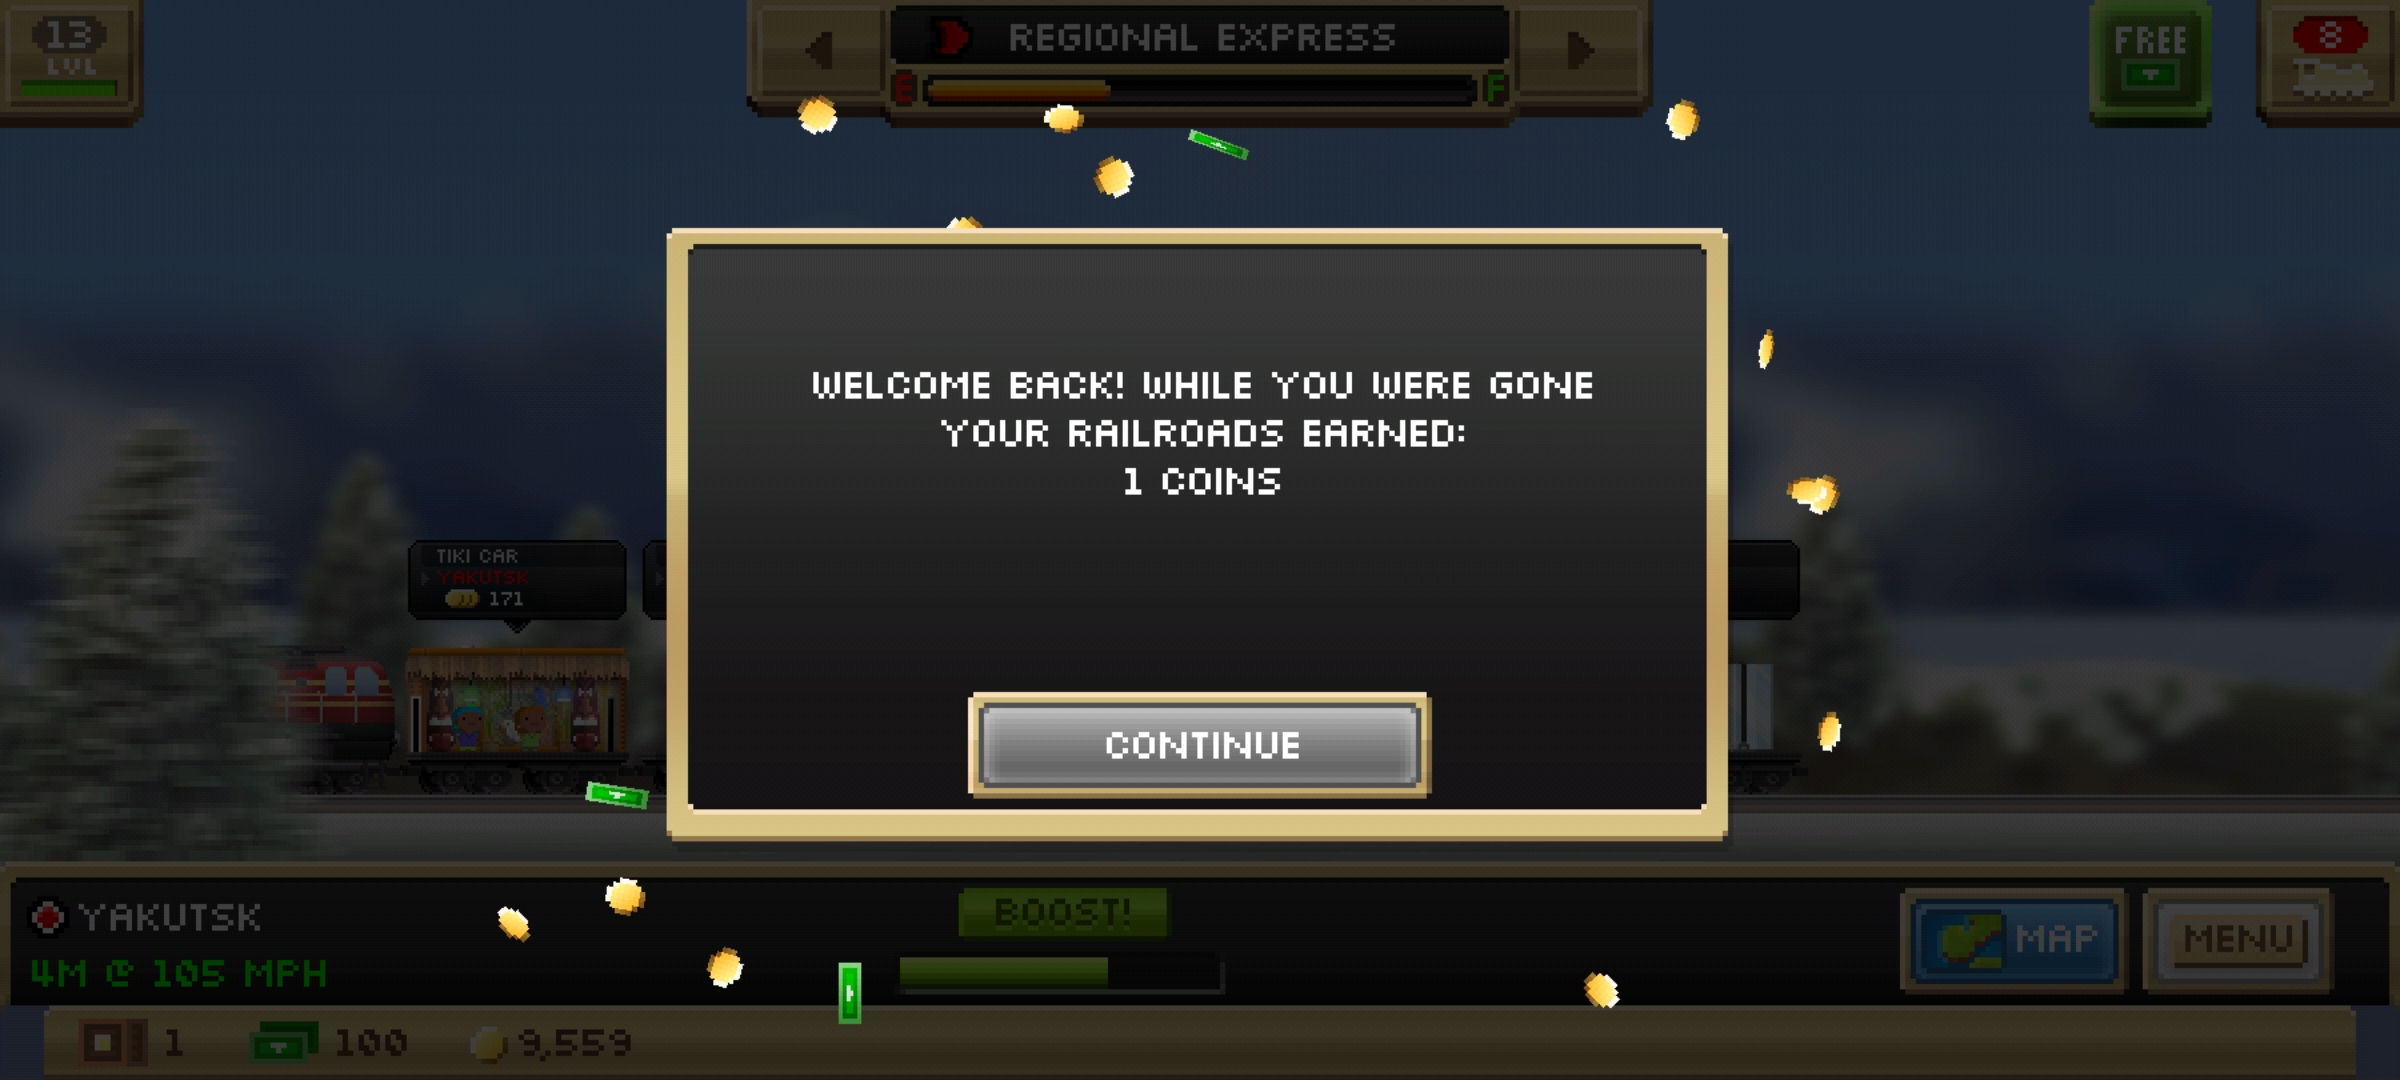 13
LVL
REGIONAL EXPRESS
E F
FREE
8
WELCOME BACK! WHILE YOU WERE GONE
YOUR RAILROADS EARNED:
1 COINS
TIKI CAR
YAKUTSK
171
CONTINUE
YAKUTSK
4M @ 105 MPH
BOOST!
MAP
MENU
1
100
9,559